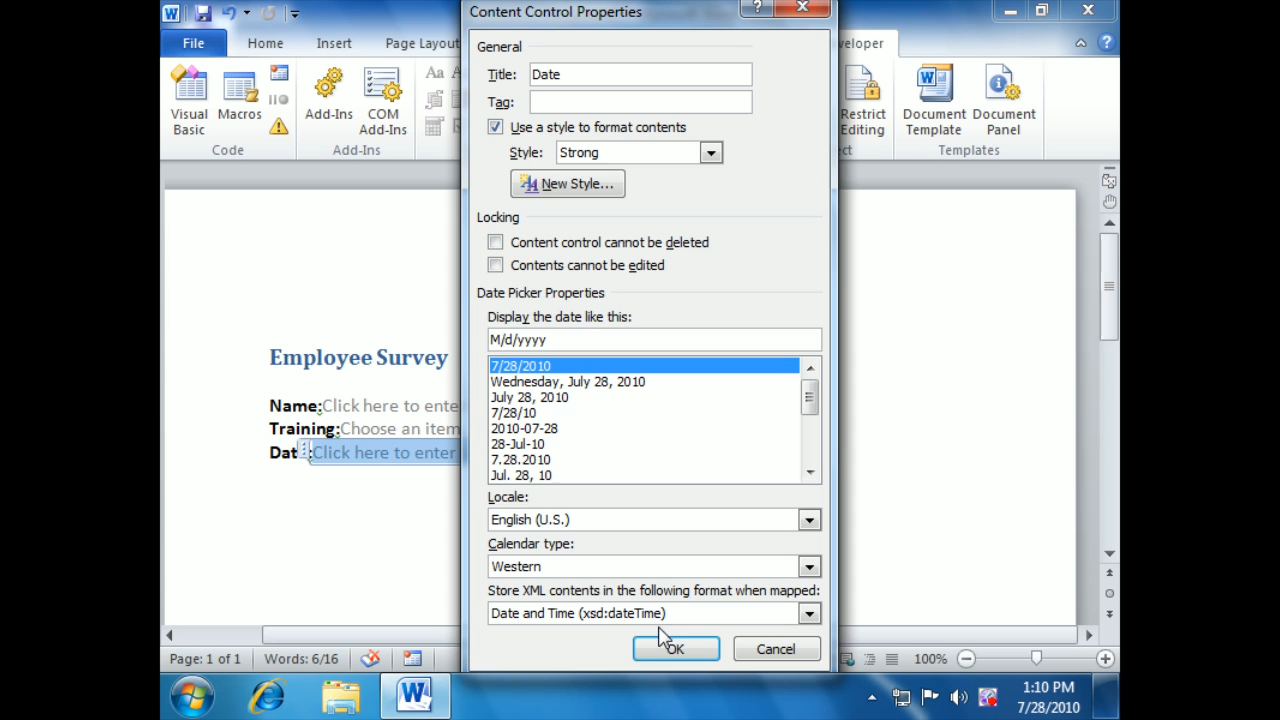 Content Control Properties
File Home Insert Page Layou eloper
General
Title: Date
Tag:
Use a style to format contents
Style: Strong
New Style...
Visual Basic
Macros
Add-Ins
COM Add-Ins
Restrict Editing
Document Template
Document Panel
Code Add-Ins ct Templates
Locking
Content control cannot be deleted
Contents cannot be edited
Date Picker Properties
Display the date like this:
M/d/yyyy
7/28/2010
Wednesday, July 28, 2010
July 28, 2010
7/28/10
2010-07-28
28-Jul-10
7.28.2010
Jul. 28, 10
Locale:
English (U.S.)
Calendar type:
Western
Store XML contents in the following format when mapped:
Date and Time (xsd:dateTime)
OK Cancel
Employee Survey
Name:Click here to ente
Training:Choose an item
Dat :Click here to enter
Page: 1 of 1 Words: 6/16 100%
1:10 PM
7/28/2010